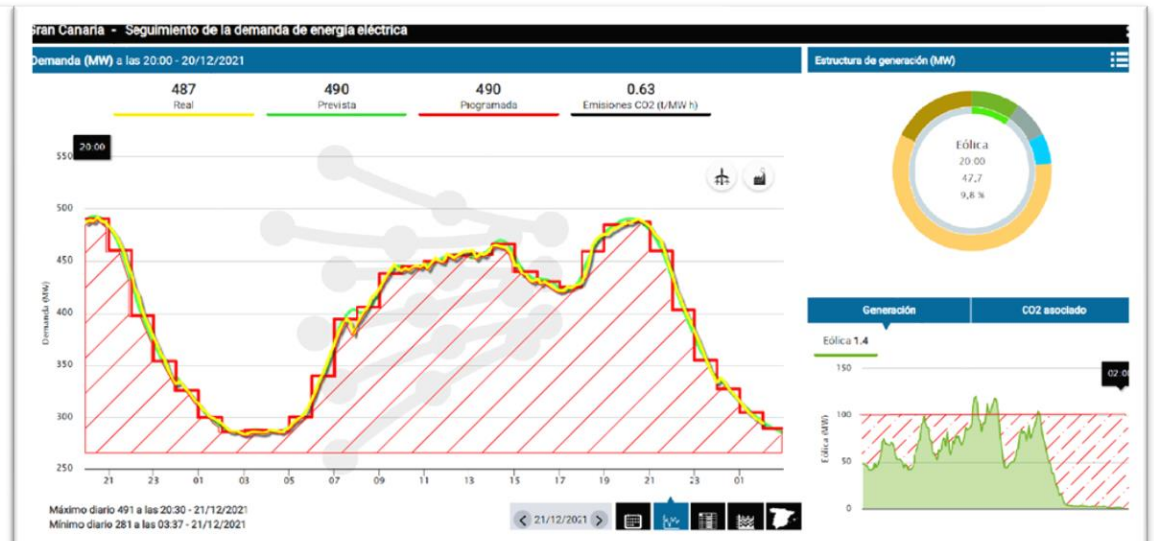 Gran Canaria - Seguimiento de la demanda de energía eléctrica
Demanda (MW) a las 20:00 - 20/12/2021
487
Real
490
Prevista
490
Programada
0.63
Emisiones CO2 (t/MW h)
20:00
550
500
450
400
350
300
250
Demanda (MW)
21 23 01 03 05 07 09 11 13 15 17 19 21 23 01
Máximo diario 491 a las 20:30 - 21/12/2021
Mínimo diario 281 a las 03:37 - 21/12/2021
21/12/2021
Estructura de generación (MW)
Eólica
20:00
47,7
9,8 %
Generación
CO2 asociado
Eólica 1.4
02:0
150
100
50
0
Eólica (MW)